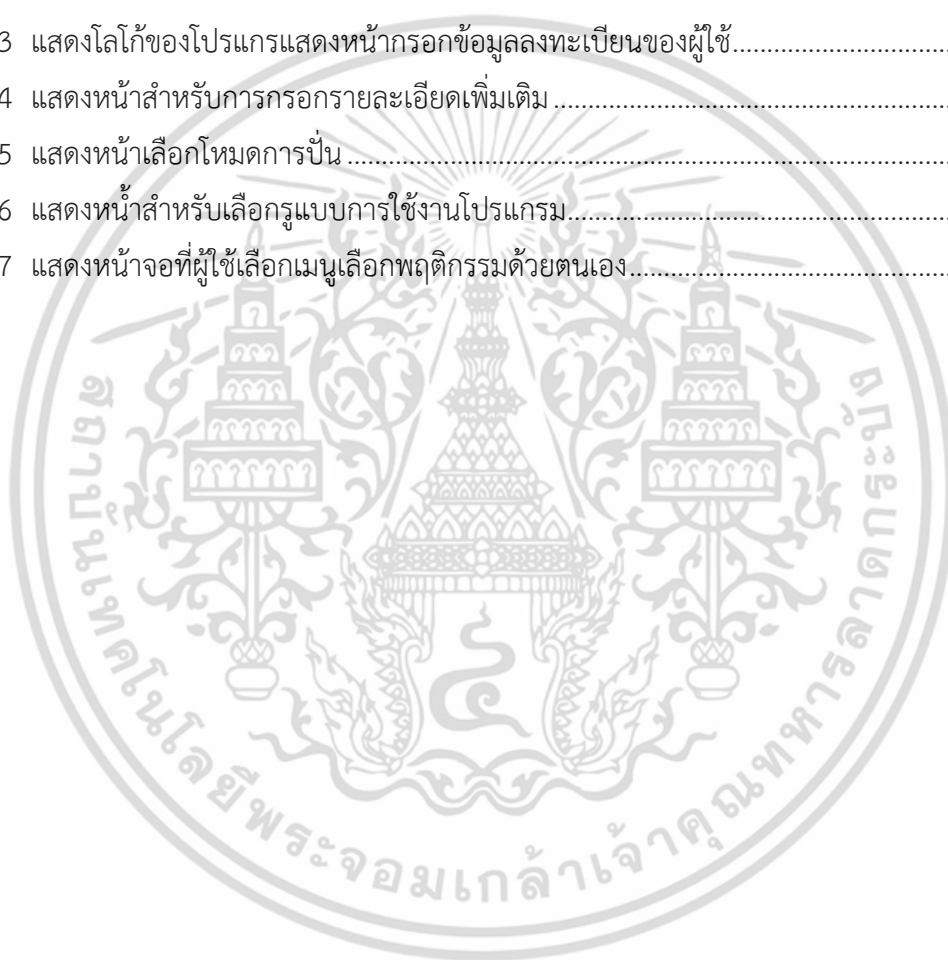 3 แสดงโลโก้ของโปรแกรแสดงหน้ากรอกข้อมูลลงทะเบียนของผู้ใช้................................
4 แสดงหน้าสำหรับการกรอกรายละเอียดเพิ่มเติม................................................
5 แสดงหน้าเลือกโหมดการปั่น................................................................
6 แสดงหน้ำสำหรับเลือกรูแบบการใช้งานโปรแกรม..............................................
7 แสดงหน้าจอที่ผู้ใช้เลือกเมนูเลือกพฤติกรรมด้วยตนเอง........................................
สถาบันเทคโนโลยีพระจอมเกล้าเจ้าคุณทหารลาดกระบัง